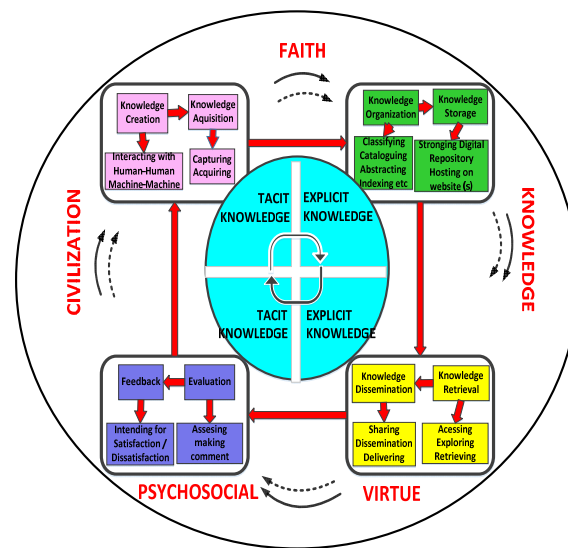 FAITH
Knowledge
Creation
Knowledge
Aquisition
Interacting with
Human-Human
Machine-Machine
Capturing
Acquiring
Knowledge
Organization
Knowledge
Storage
Classifying
Cataloguing
Abstracting
Indexing etc
Stronging Digital
Repository
Hosting on
website (s)
CIVILIZATION
KNOWLEDGE
TACIT
KNOWLEDGE
EXPLICIT
KNOWLEDGE
TACIT
KNOWLEDGE
EXPLICIT
KNOWLEDGE
Feedback
Evaluation
Intending for
Satisfaction /
Dissatisfaction
Assesing
making
comment
Knowledge
Dissemination
Knowledge
Retrieval
Sharing
Dissemination
Delivering
Acessing
Exploring
Retrieving
PSYCHOSOCIAL
VIRTUE